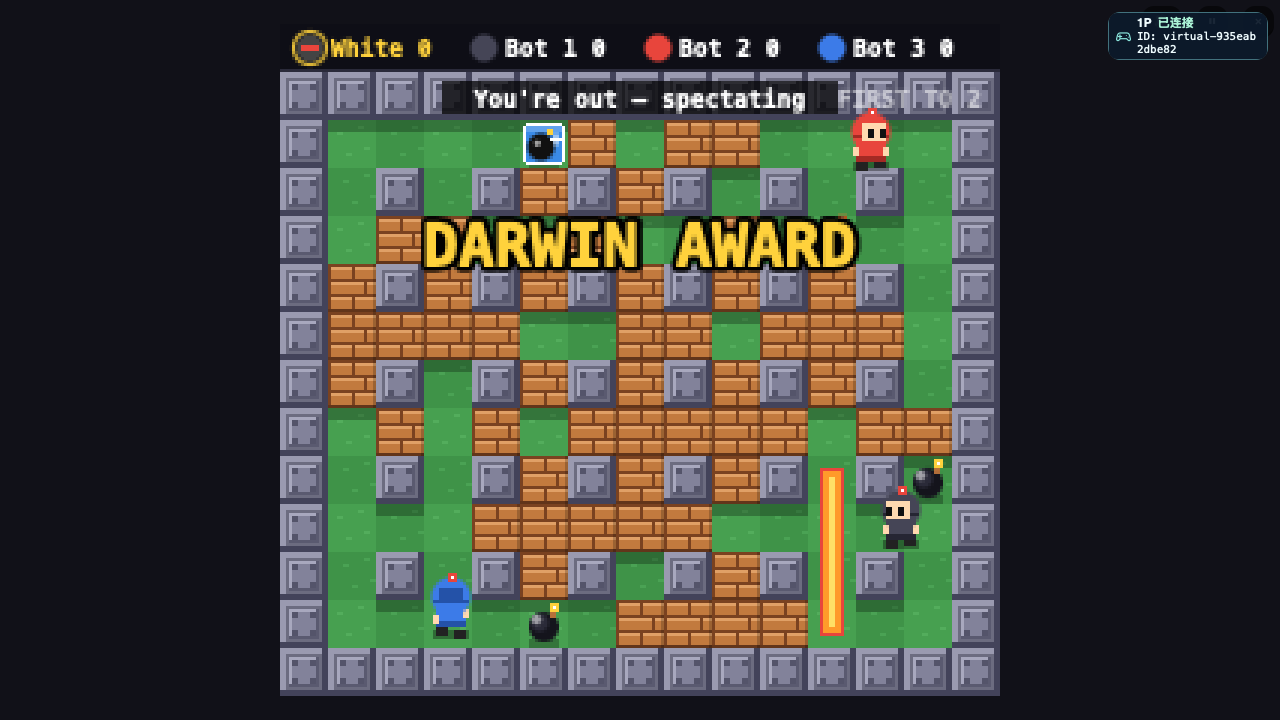 White 0 Bot 1 0 Bot 2 0 Bot 3 0
You're out — spectating FIRST TO 2
DARWIN AWARD
1P 已连接
ID: virtual-935eab
2dbe82